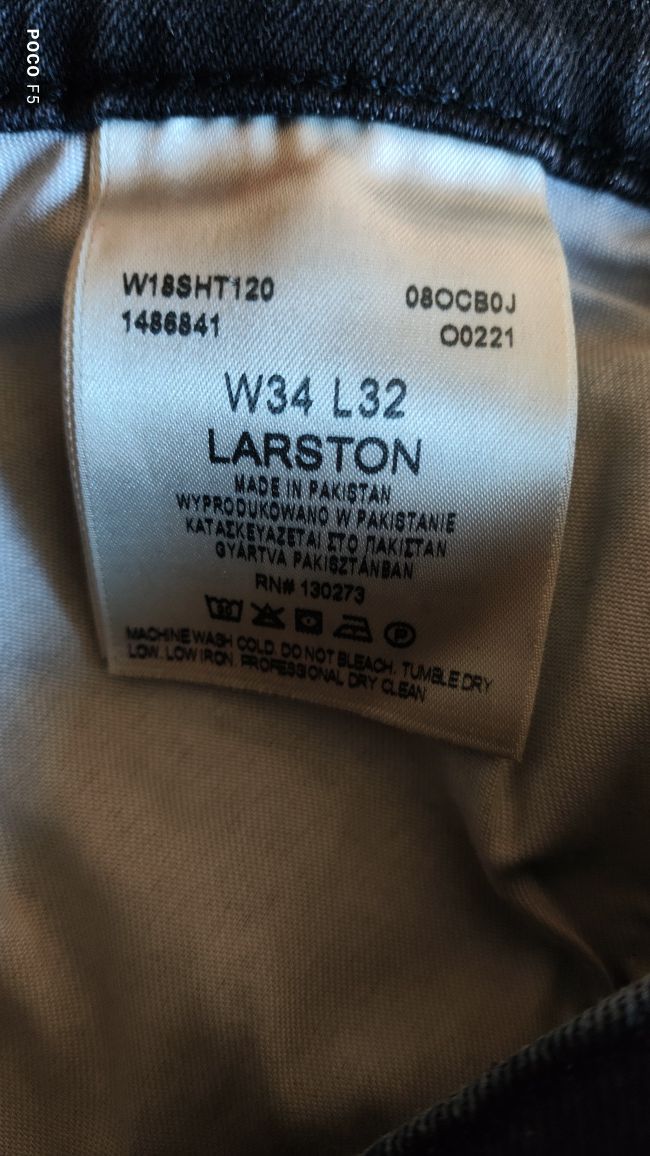 POCO F5
W18SHT120 08OCB0J
1486841 O0221
W34 L32
LARSTON
MADE IN PAKISTAN
WYPRODUKOWANO W PAKISTANIE
ΚΑΤΑΣΚΕΥΑΖΕΤΑΙ ΣΤΟ ΠΑΚΙΣΤΑΝ
GYÁRTVA PAKISZTÁNBAN
RN# 130273
MACHINE WASH COLD. DO NOT BLEACH. TUMBLE DRY
LOW. LOW IRON. PROFESSIONAL DRY CLEAN